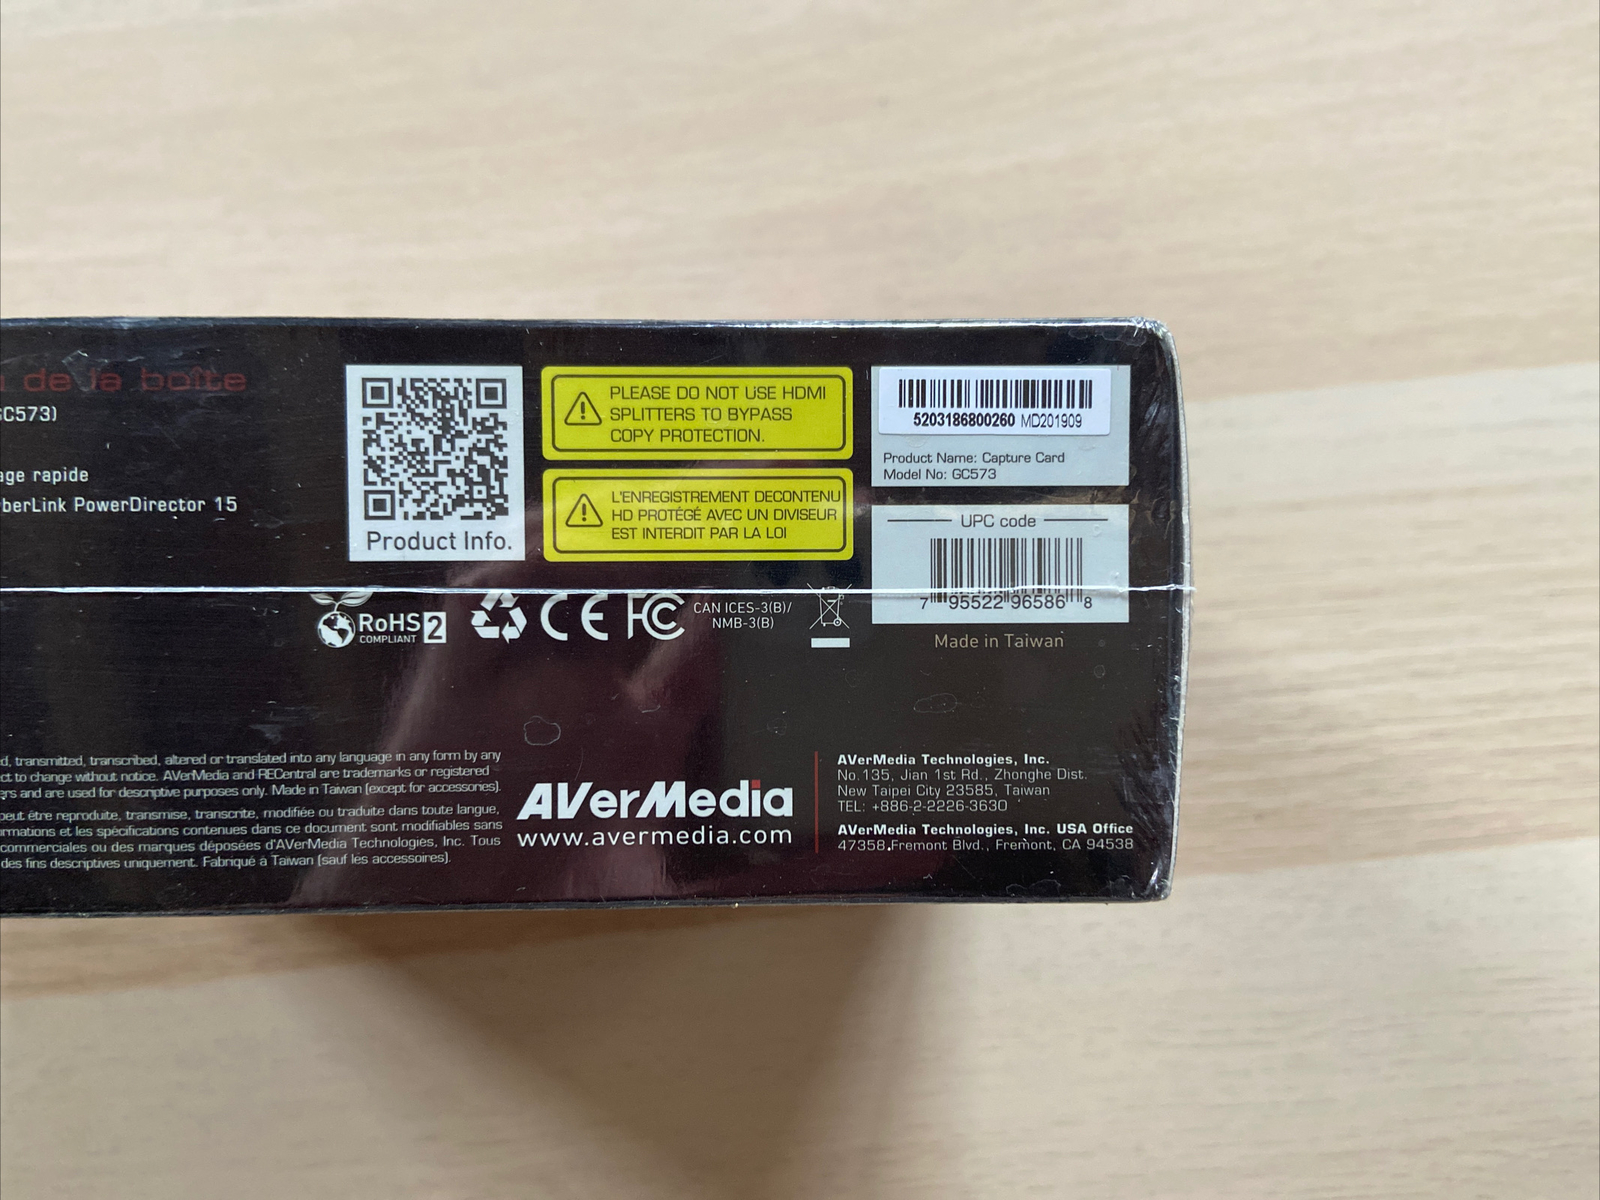 de la boîte
GC573)
age rapide
yberLink PowerDirector 15
Product Info.
PLEASE DO NOT USE HDMI
SPLITTERS TO BYPASS
COPY PROTECTION.
L'ENREGISTREMENT DECONTENU
HD PROTÉGÉ AVEC UN DIVISEUR
EST INTERDIT PAR LA LOI
5203186800260 MD201909
Product Name: Capture Card
Model No: GC573
UPC code
7 95522 96586 8
Made in Taiwan
RoHS 2
COMPLIANT
CE FC
CAN ICES-3(B)/
NMB-3(B)
d, transmitted, transcribed, altered or translated into any language in any form by any
ct to change without notice. AVerMedia and RECentral are trademarks or registered
ers and are used for descriptive purposes only. Made in Taiwan (except for accessories).
peut être reproduite, transmise, transcrite, modifiée ou traduite dans toute langue,
ormations et les spécifications contenues dans ce document sont modifiables sans
commerciales ou des marques déposées d'AVerMedia Technologies, Inc. Tous
des fins descriptives uniquement. Fabriqué à Taiwan (sauf les accessoires).
AVerMedia
www.avermedia.com
AVerMedia Technologies, Inc.
No.135, Jian 1st Rd., Zhonghe Dist.
New Taipei City 23585, Taiwan
TEL: +886-2-2226-3630
AVerMedia Technologies, Inc. USA Office
47358 Fremont Blvd., Fremont, CA 94538